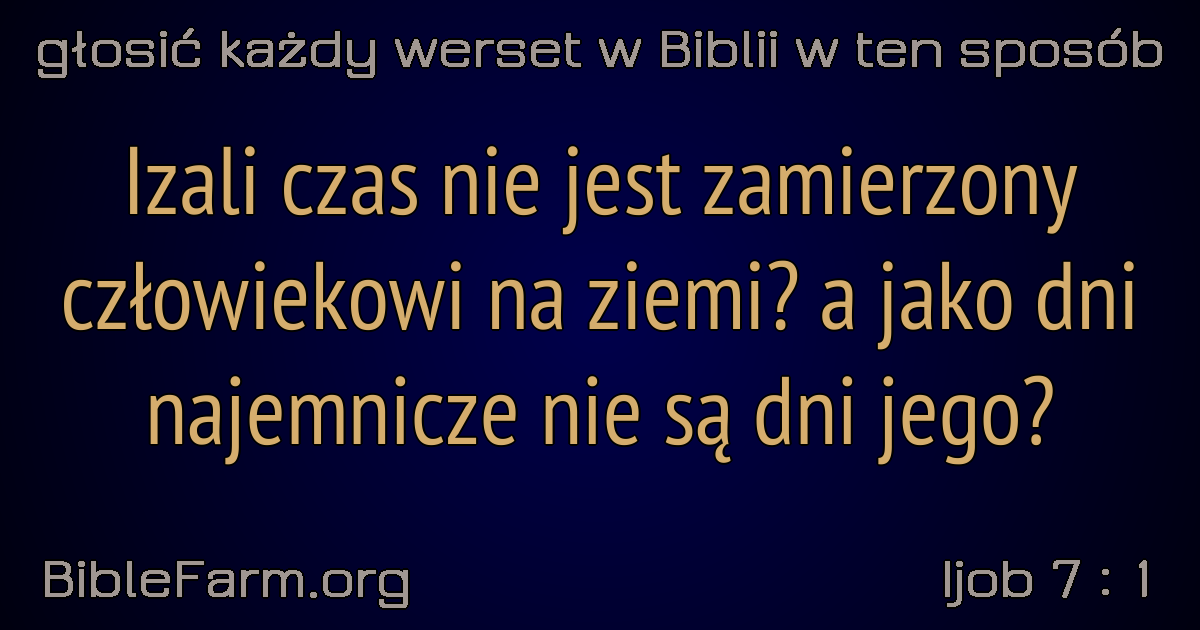 głosić każdy werset w Biblii w ten sposób
Izali czas nie jest zamierzony
człowiekowi na ziemi? a jako dni
najemnicze nie są dni jego?
BibleFarm.org
Ijob 7 : 1